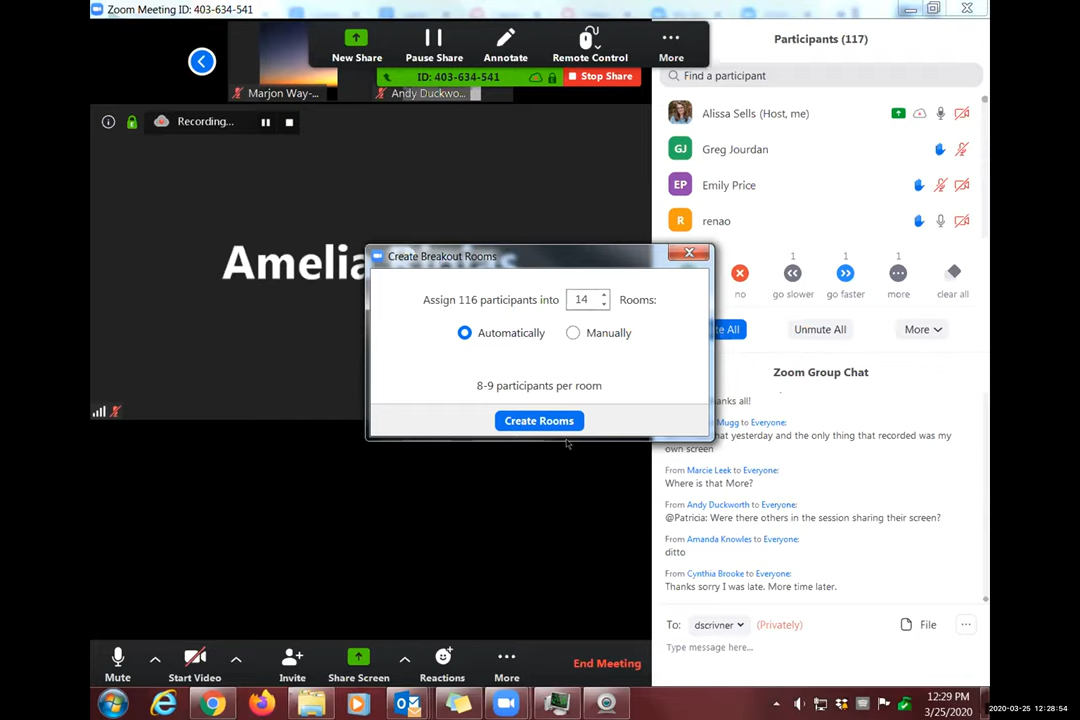 Zoom Meeting ID: 403-634-541
New Share
Pause Share
Annotate
Remote Control
More
ID: 403-634-541
Stop Share
Marjon Way-...
Andy Duckwo...
Recording...
Amelia
Participants (117)
Find a participant
Alissa Sells (Host, me)
GJ Greg Jourdan
EP Emily Price
R renao
1 1 1
no go slower go faster more clear all
All Unmute All More
Create Breakout Rooms
Assign 116 participants into 14 Rooms:
Automatically Manually
8-9 participants per room
Create Rooms
Zoom Group Chat
anks all!
Mugg to Everyone:
at yesterday and the only thing that recorded was my
own screen
From Marcie Leek to Everyone:
Where is that More?
From Andy Duckworth to Everyone:
@Patricia: Were there others in the session sharing their screen?
From Amanda Knowles to Everyone:
ditto
From Cynthia Brooke to Everyone:
Thanks sorry I was late. More time later.
To: dscrivner (Privately) File ...
Type message here...
Mute
Start Video
Invite
Share Screen
Reactions
More
End Meeting
12:29 PM
3/25/2020
2020-03-25 12:28:54